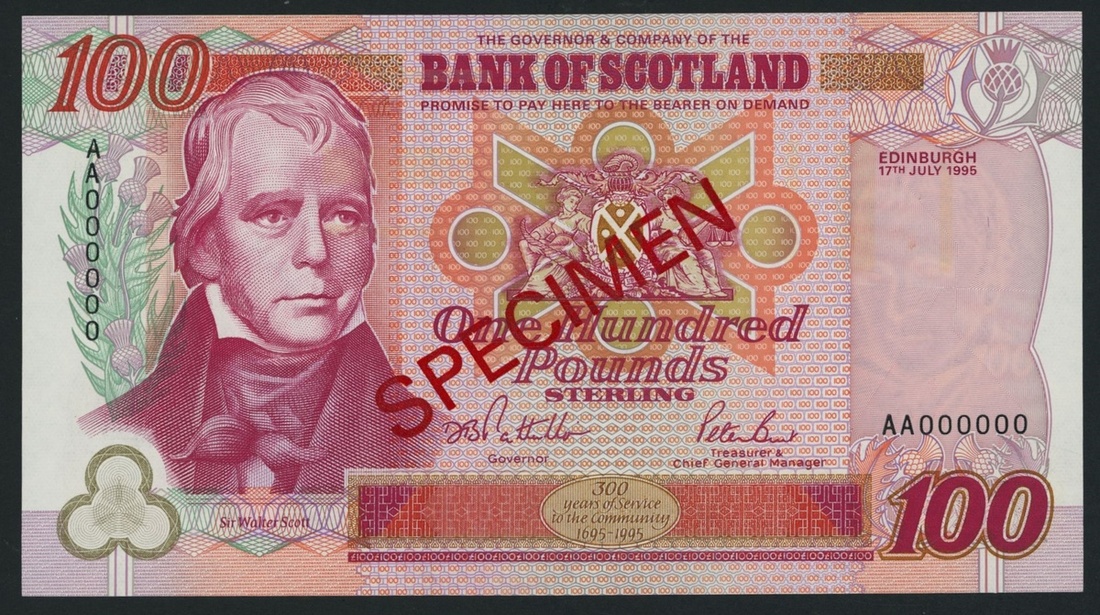 100
THE GOVERNOR & COMPANY OF THE
BANK OF SCOTLAND
PROMISE TO PAY HERE TO THE BEARER ON DEMAND
EDINBURGH
17TH JULY 1995
AA000000
SPECIMEN
One Hundred
Pounds
STERLING
Governor
Peter Burt
Treasurer &
Chief General Manager
AA000000
Sir Walter Scott
300
years of Service
to the Community
1695-1995
100